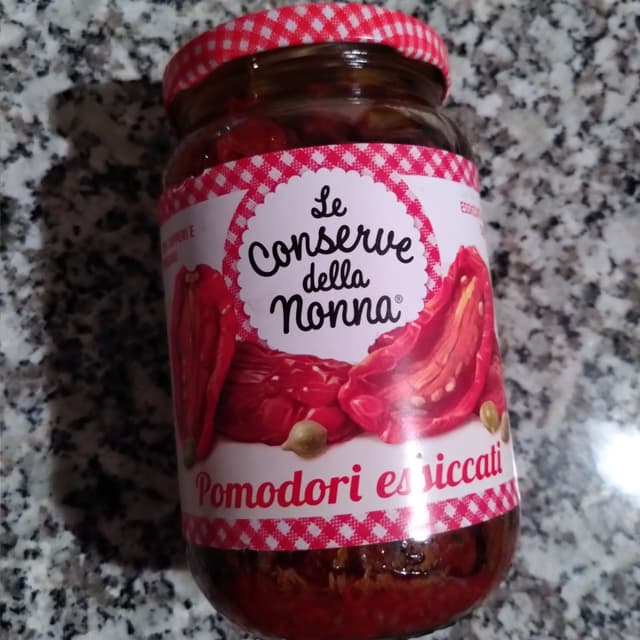 Le
Conserve
della
Nonna®
Pomodori essiccati